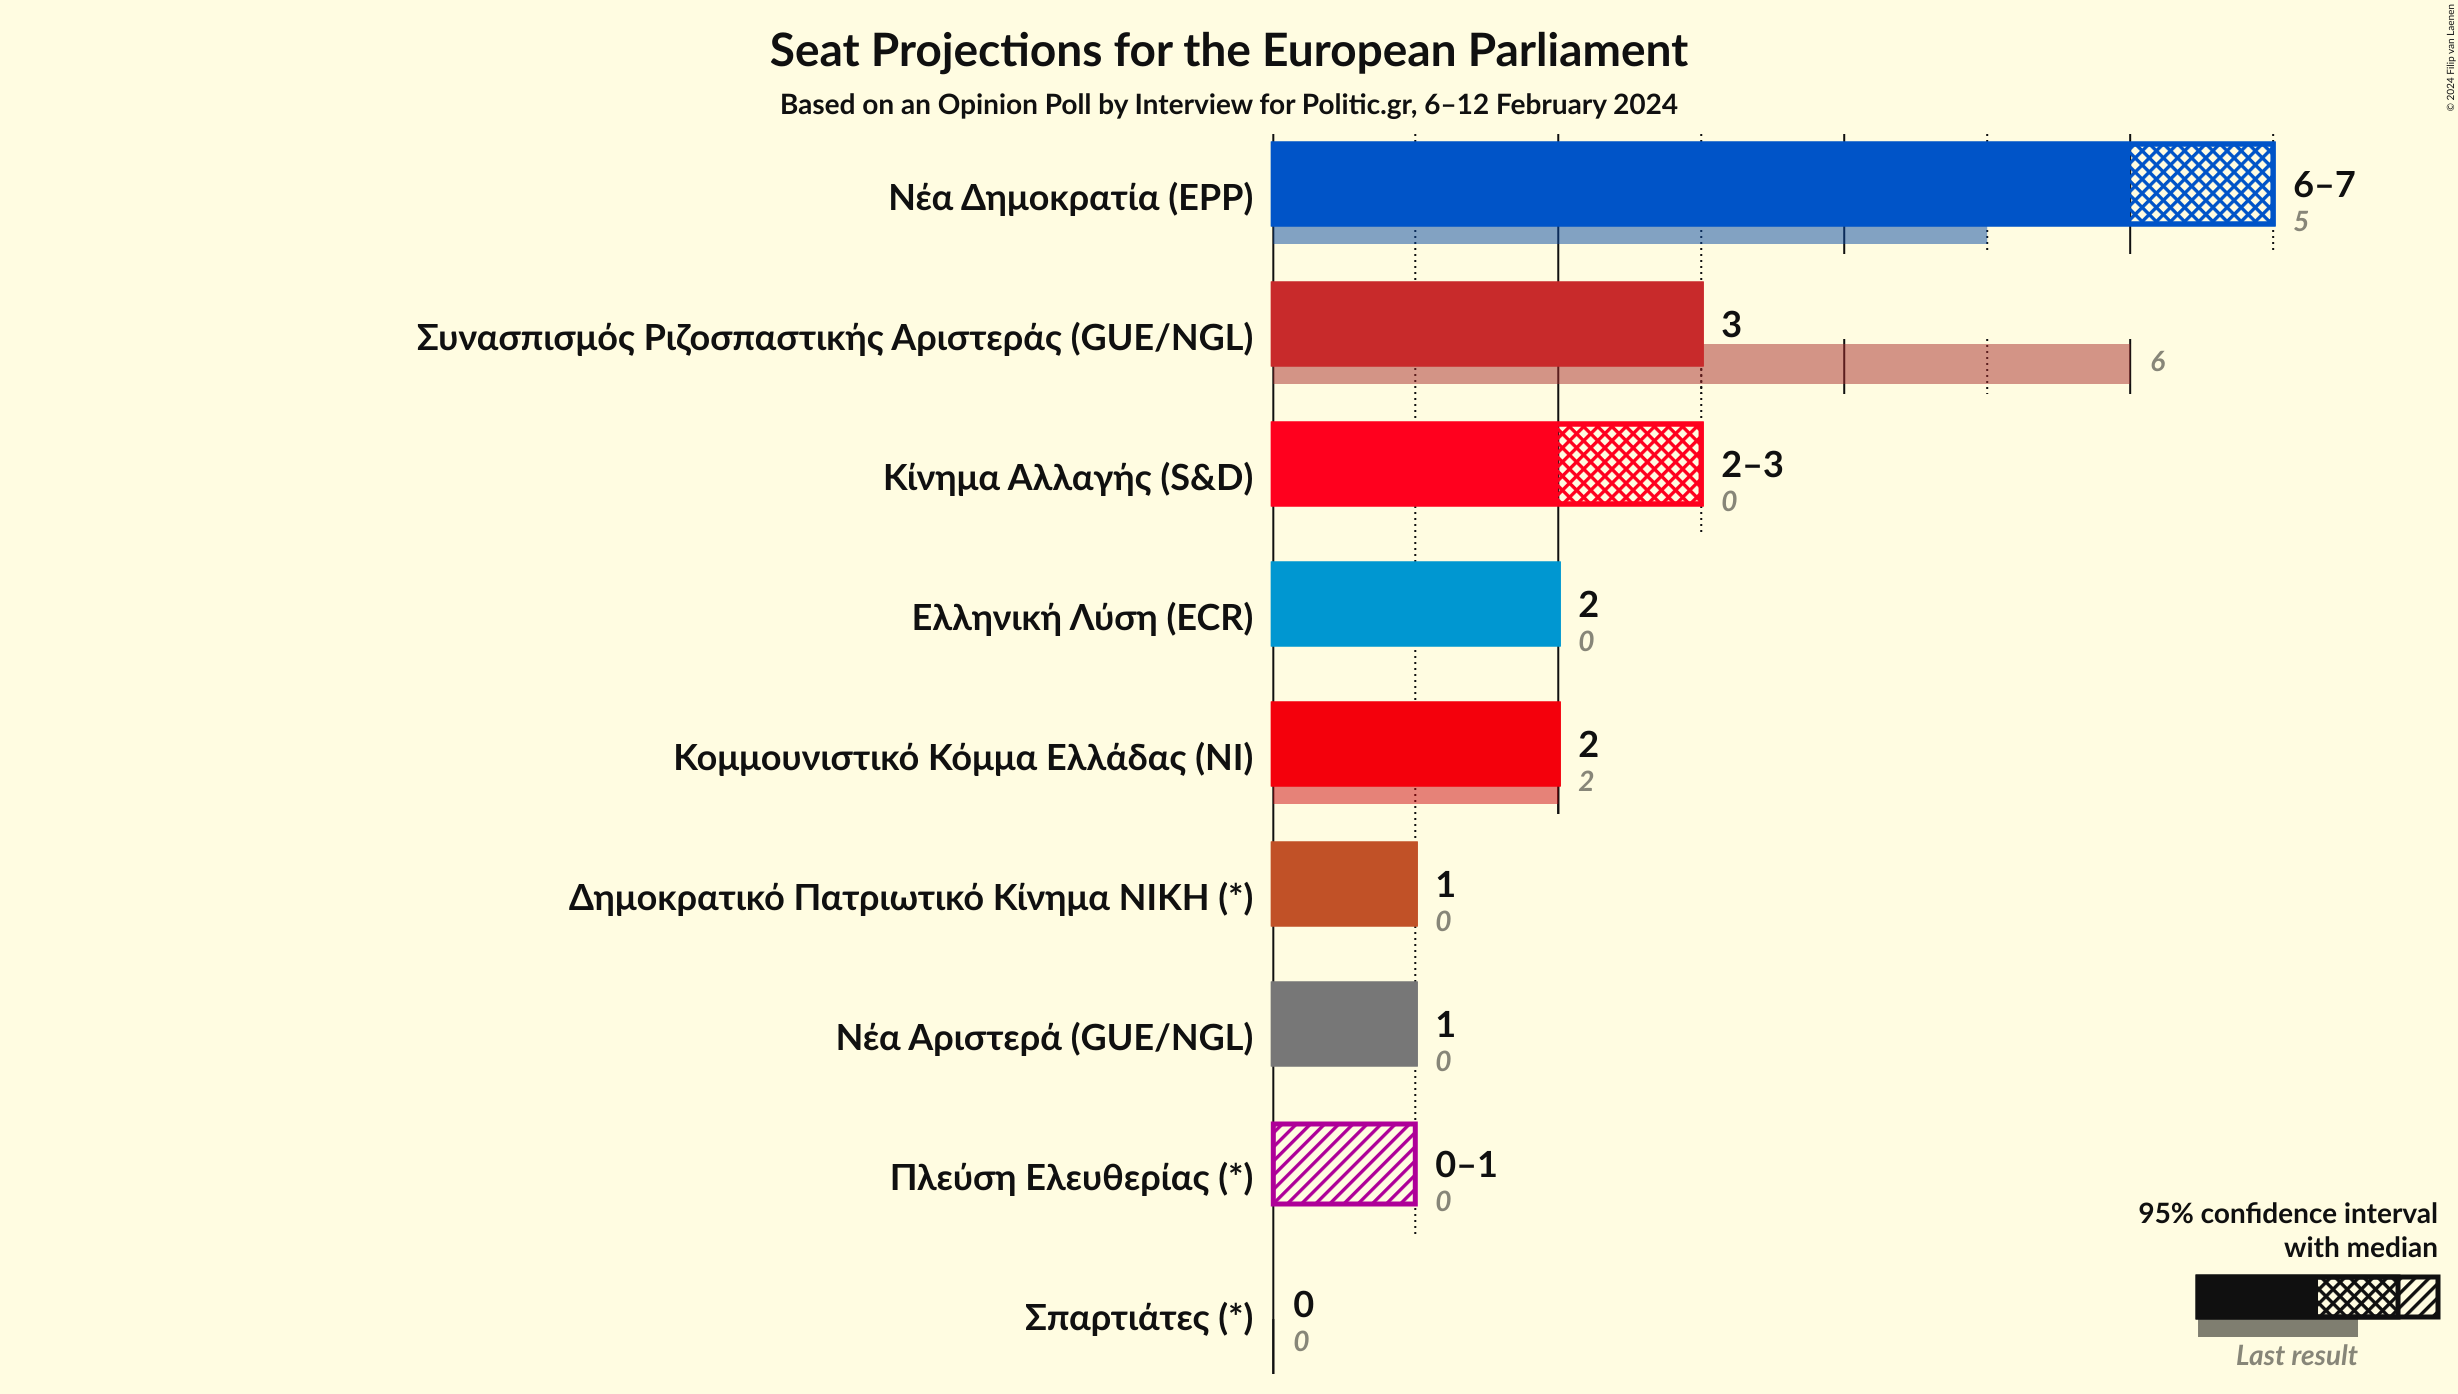 Seat Projections for the European Parliament
Based on an Opinion Poll by Interview for Politic.gr, 6–12 February 2024
© 2024 Filip van Laenen
Νέα Δημοκρατία (EPP)
6–7
5
Συνασπισμός Ριζοσπαστικής Αριστεράς (GUE/NGL)
3
6
Κίνημα Αλλαγής (S&D)
2–3
0
Ελληνική Λύση (ECR)
2
0
Κομμουνιστικό Κόμμα Ελλάδας (NI)
2
2
Δημοκρατικό Πατριωτικό Κίνημα ΝΙΚΗ (*)
1
0
Νέα Αριστερά (GUE/NGL)
1
0
Πλεύση Ελευθερίας (*)
0–1
0
Σπαρτιάτες (*)
0
0
95% confidence interval
with median
Last result